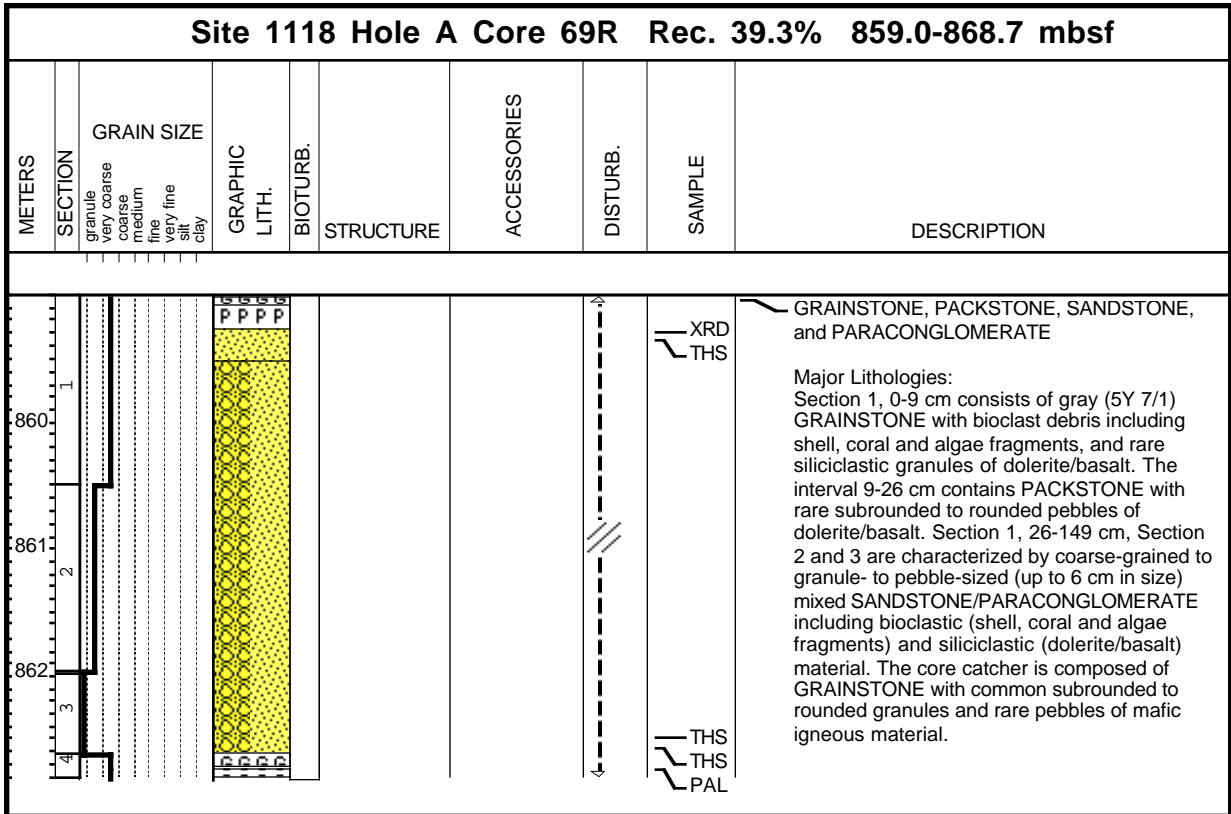 Site 1118 Hole A Core 69R Rec. 39.3% 859.0-868.7 mbsf
METERS
SECTION
GRAIN SIZE
granule
very coarse
coarse
medium
fine
very fine
silt
clay
GRAPHIC
LITH.
BIOTURB.
STRUCTURE
ACCESSORIES
DISTURB.
SAMPLE
DESCRIPTION
G G G G
P P P P
XRD
THS
1
860
2
861
862
3
4
G G G G
THS
THS
PAL
GRAINSTONE, PACKSTONE, SANDSTONE,
and PARACONGLOMERATE
Major Lithologies:
Section 1, 0-9 cm consists of gray (5Y 7/1)
GRAINSTONE with bioclast debris including
shell, coral and algae fragments, and rare
siliciclastic granules of dolerite/basalt. The
interval 9-26 cm contains PACKSTONE with
rare subrounded to rounded pebbles of
dolerite/basalt. Section 1, 26-149 cm, Section
2 and 3 are characterized by coarse-grained to
granule- to pebble-sized (up to 6 cm in size)
mixed SANDSTONE/PARACONGLOMERATE
including bioclastic (shell, coral and algae
fragments) and siliciclastic (dolerite/basalt)
material. The core catcher is composed of
GRAINSTONE with common subrounded to
rounded granules and rare pebbles of mafic
igneous material.